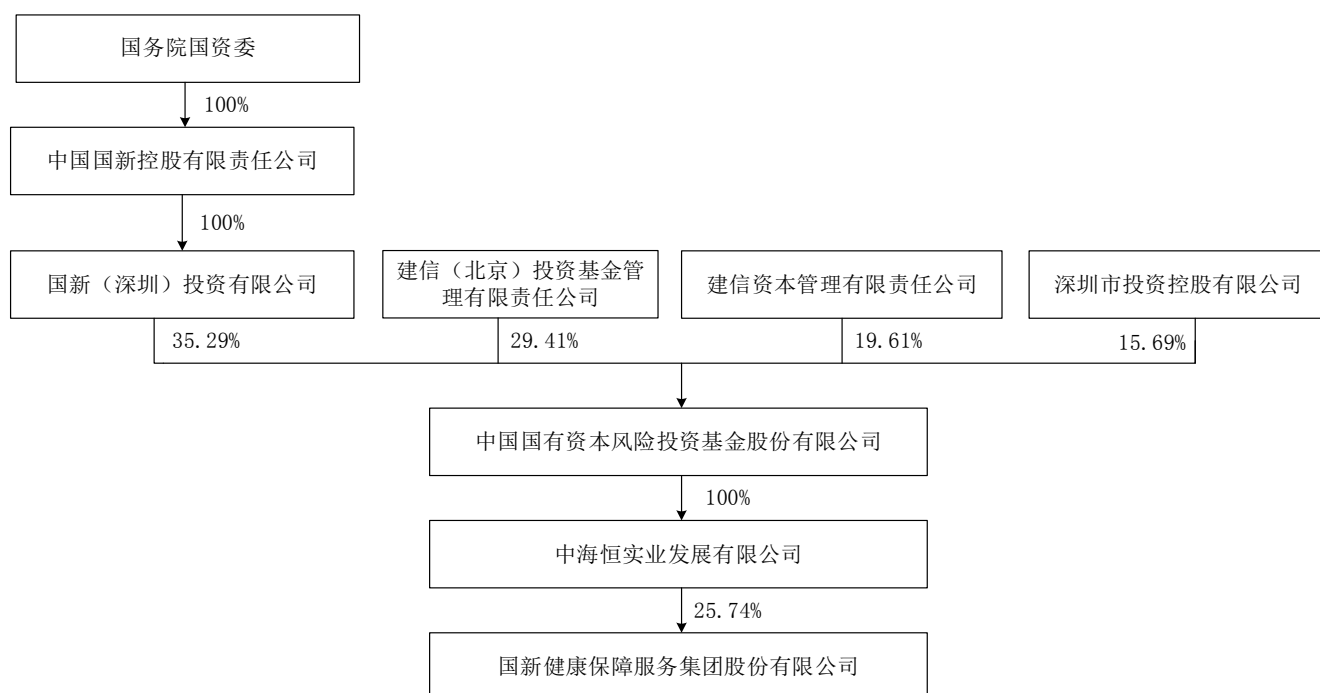 国务院国资委
100%
中国国新控股有限责任公司
100%
国新（深圳）投资有限公司
建信（北京）投资基金管
理有限责任公司
建信资本管理有限责任公司
深圳市投资控股有限公司
35.29%
29.41%
19.61%
15.69%
中国国有资本风险投资基金股份有限公司
100%
中海恒实业发展有限公司
25.74%
国新健康保障服务集团股份有限公司